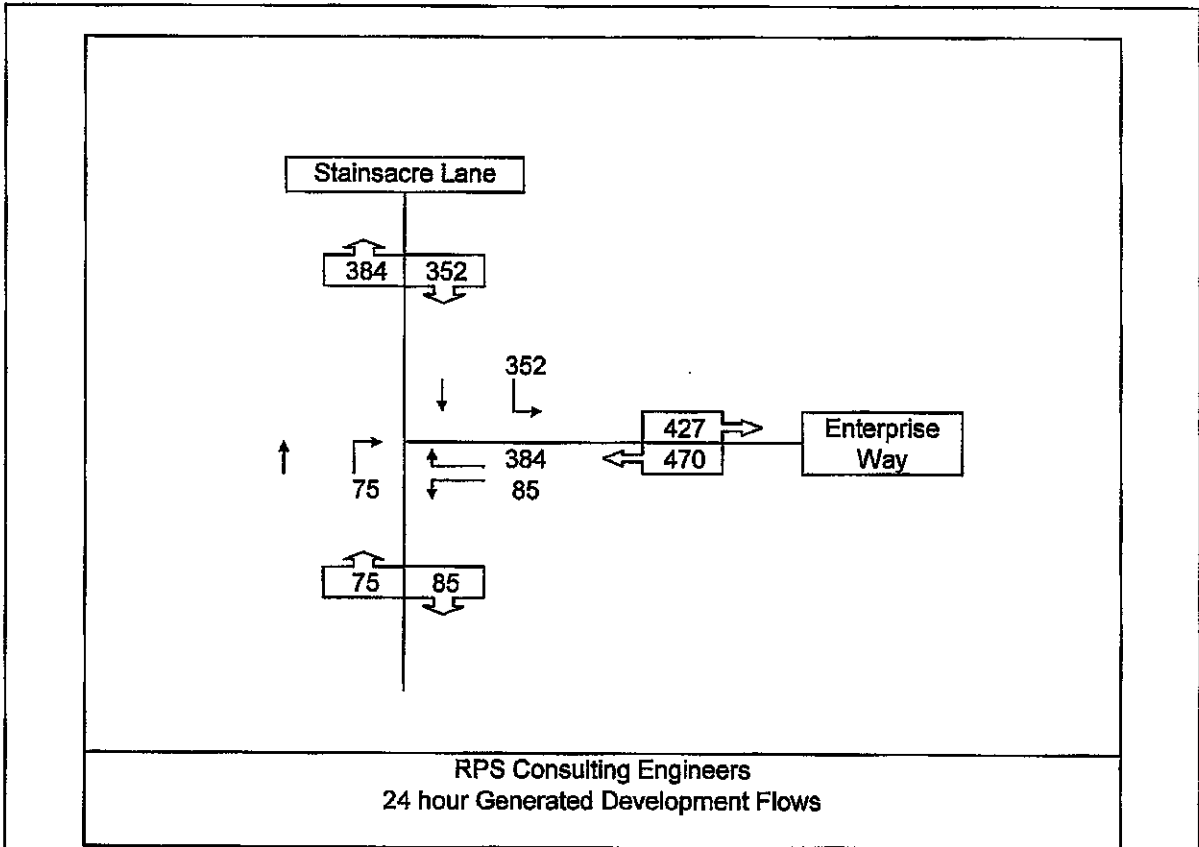 Stainsacre Lane
384 352
352
427
Enterprise
Way
470
384
75
85
75 85
RPS Consulting Engineers
24 hour Generated Development Flows